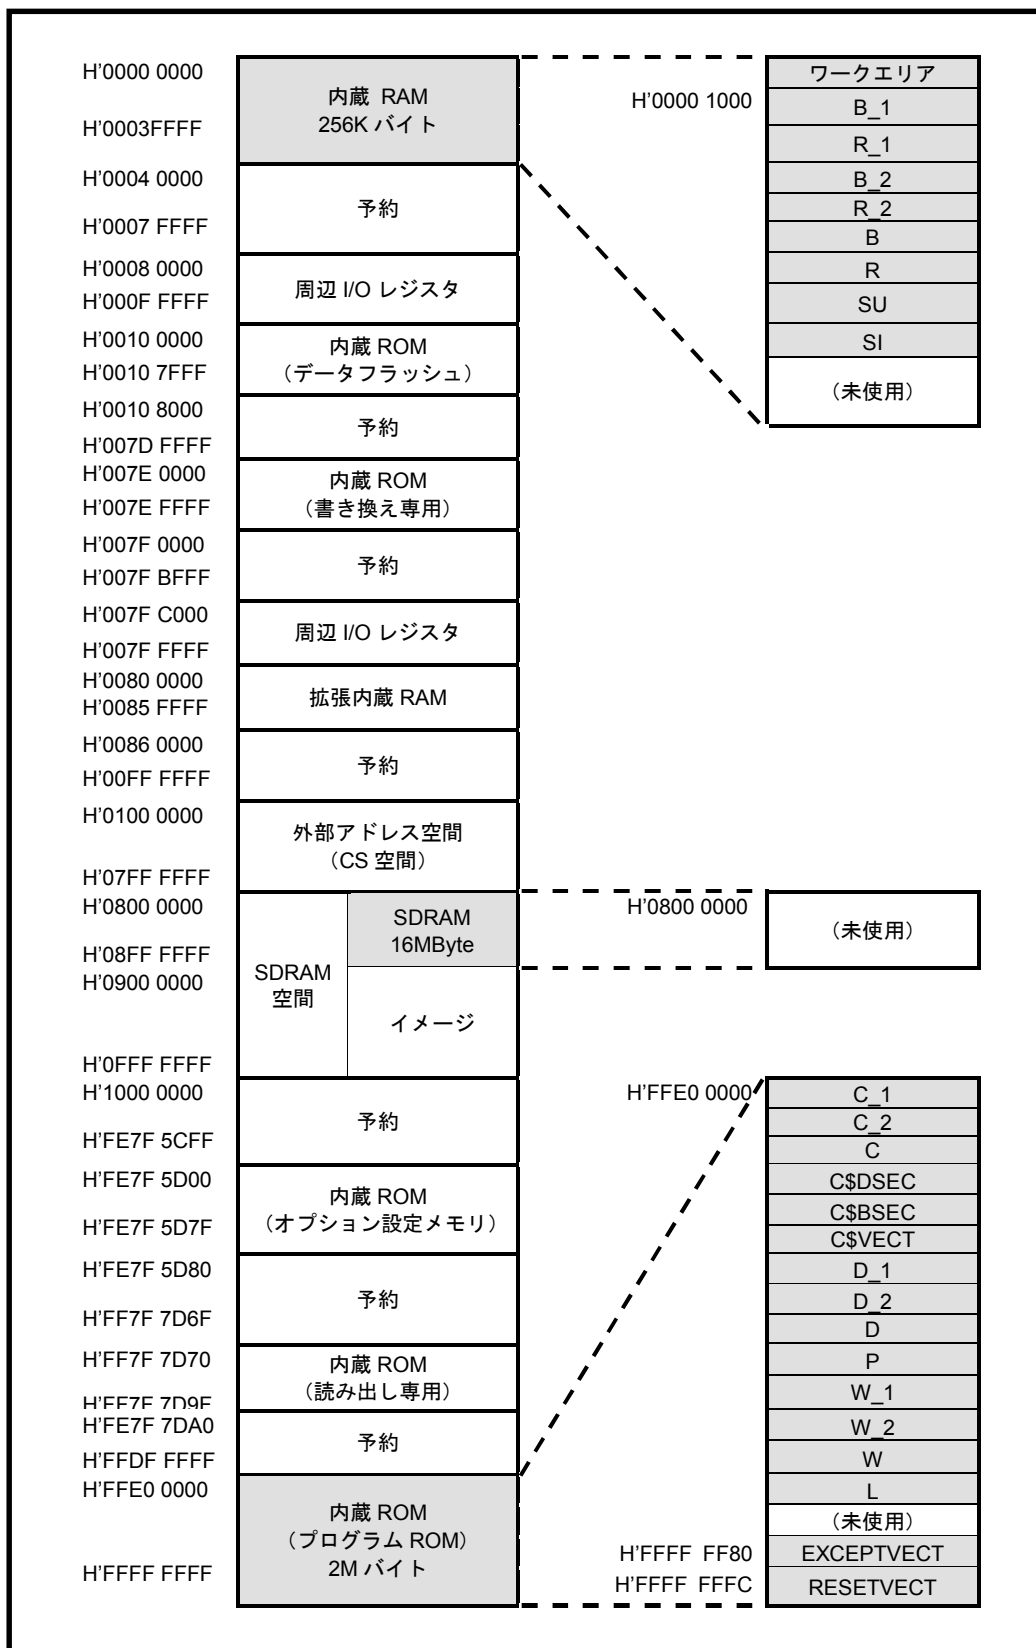 H'0000 0000
H'0003FFFF
内蔵 RAM
256K バイト
H'0004 0000
H'0007 FFFF
予約
H'0008 0000
H'000F FFFF
周辺 I/O レジスタ
H'0010 0000
H'0010 7FFF
内蔵 ROM
（データフラッシュ）
H'0010 8000
H'007D FFFF
予約
H'007E 0000
H'007E FFFF
内蔵 ROM
（書き換え専用）
H'007F 0000
H'007F BFFF
予約
H'007F C000
H'007F FFFF
周辺 I/O レジスタ
H'0080 0000
H'0085 FFFF
拡張内蔵 RAM
H'0086 0000
H'00FF FFFF
予約
H'0100 0000
H'07FF FFFF
外部アドレス空間
（CS 空間）
H'0800 0000
H'08FF FFFF
H'0900 0000
H'0FFF FFFF
SDRAM
空間
SDRAM
16MByte
イメージ
H'1000 0000
H'FE7F 5CFF
予約
H'FE7F 5D00
H'FE7F 5D7F
内蔵 ROM
（オプション設定メモリ）
H'FE7F 5D80
H'FF7F 7D6F
予約
H'FF7F 7D70
H'FE7F 7D9F
内蔵 ROM
（読み出し専用）
H'FE7F 7DA0
H'FFDF FFFF
予約
H'FFE0 0000
H'FFFF FFFF
内蔵 ROM
（プログラム ROM）
2M バイト
H'0000 1000
ワークエリア
B_1
R_1
B_2
R_2
B
R
SU
SI
（未使用）
H'0800 0000
（未使用）
H'FFE0 0000
C_1
C_2
C
C$DSEC
C$BSEC
C$VECT
D_1
D_2
D
P
W_1
W_2
W
L
（未使用）
H'FFFF FF80
EXCEPTVECT
H'FFFF FFFC
RESETVECT